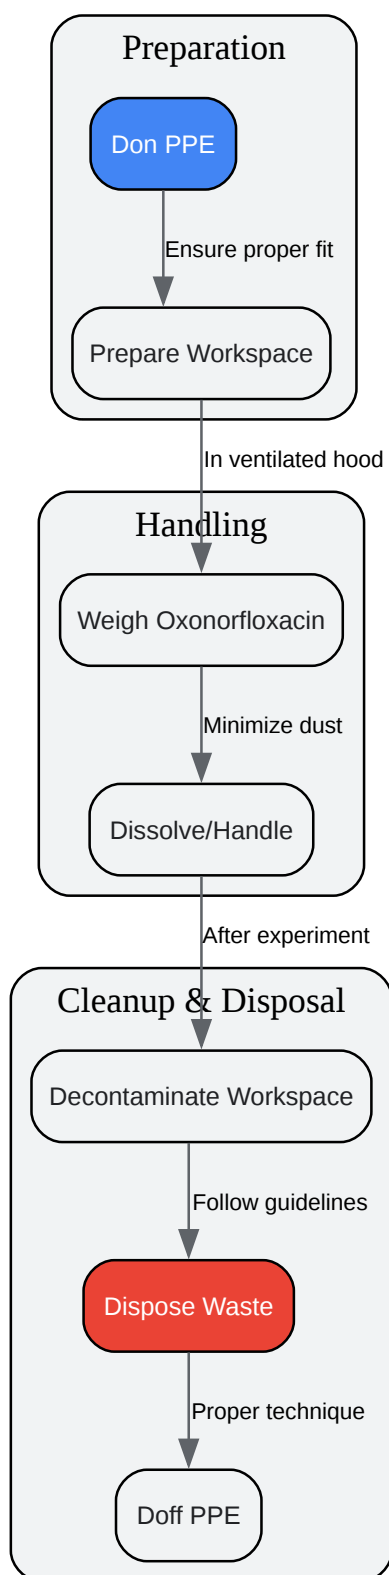 Preparation
Don PPE
Ensure proper fit
Prepare Workspace
In ventilated hood
Handling
Weigh Oxonorfloxacin
Minimize dust
Dissolve/Handle
After experiment
Cleanup & Disposal
Decontaminate Workspace
Follow guidelines
Dispose Waste
Proper technique
Doff PPE